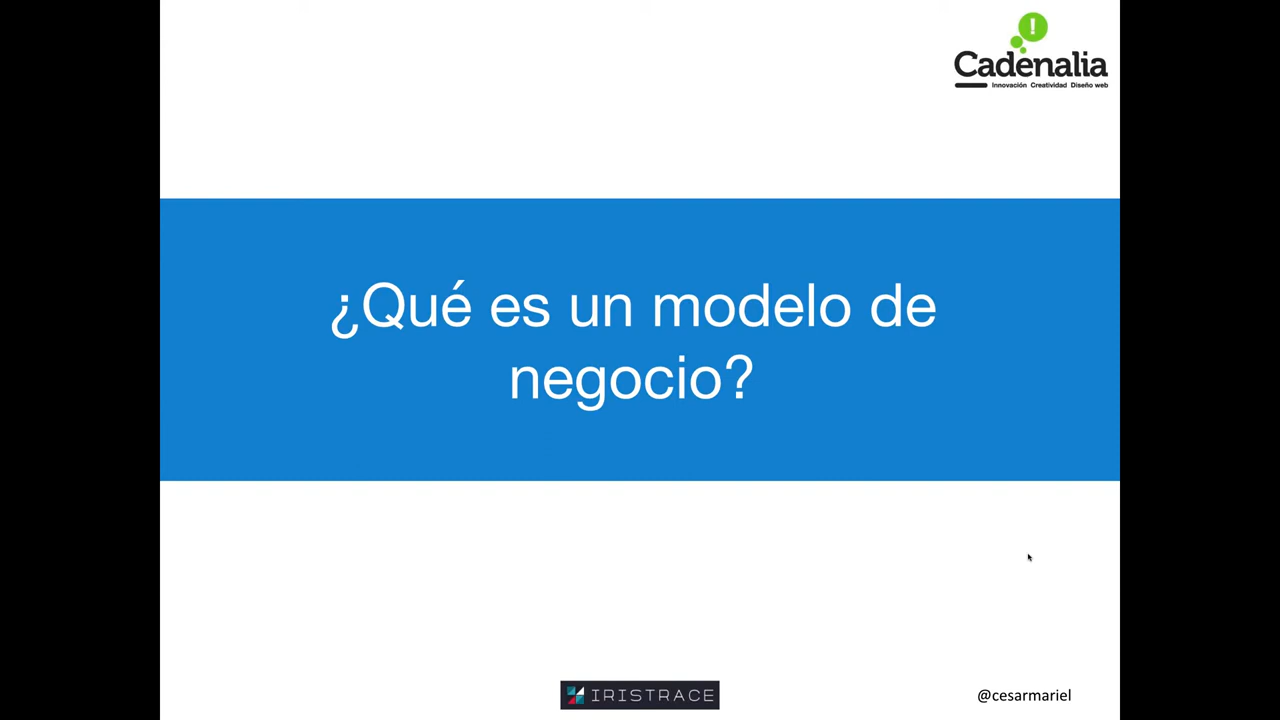 !
Cadenalia
Innovación Creatividad Diseño web
¿Qué es un modelo de
negocio?
IRISTRACE
@cesarmariel